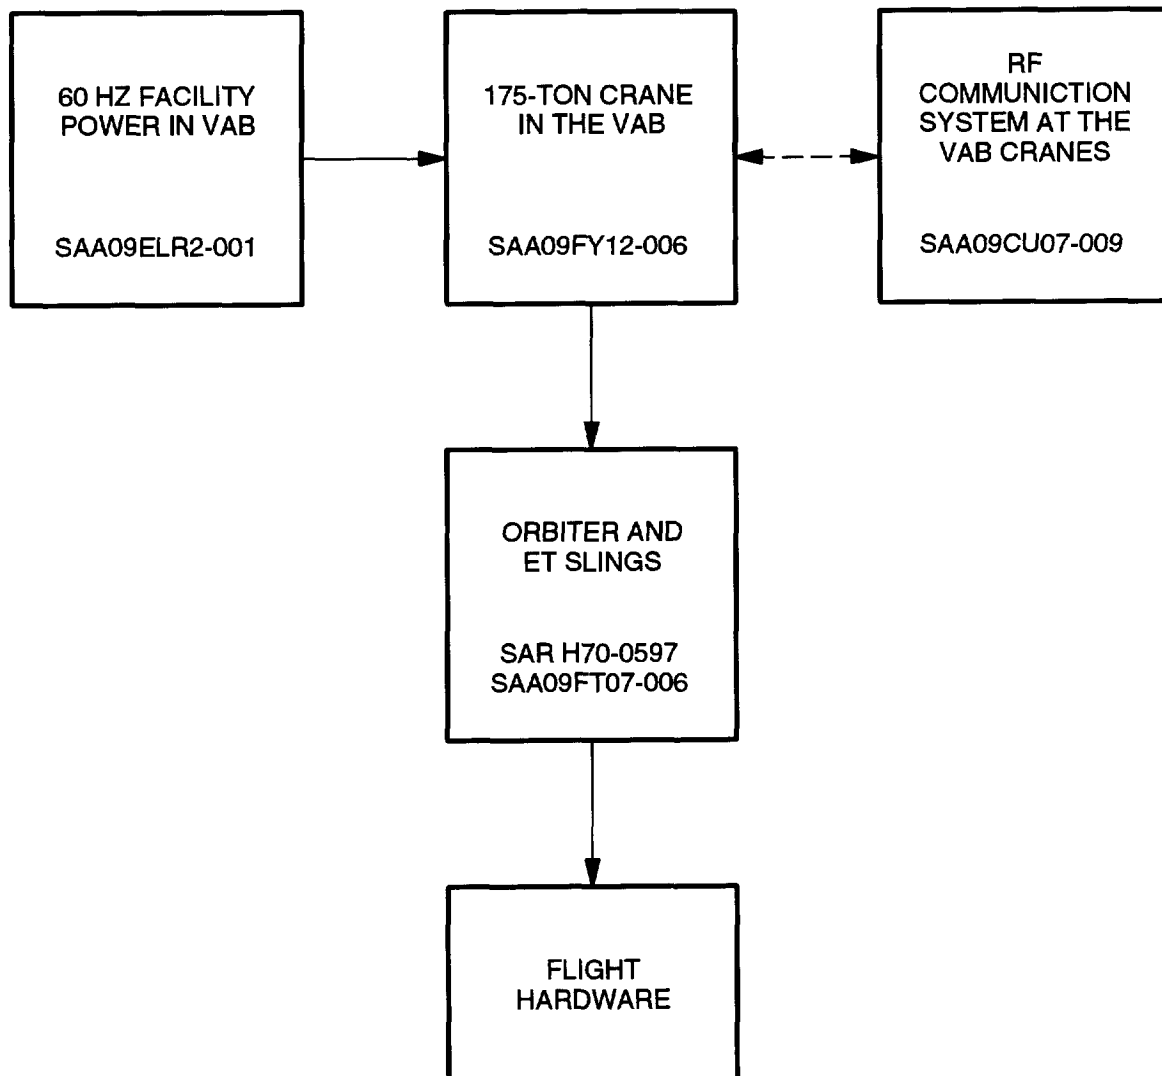 60 HZ FACILITY
POWER IN VAB
SAA09ELR2-001
175-TON CRANE
IN THE VAB
SAA09FY12-006
RF
COMMUNICTION
SYSTEM AT THE
VAB CRANES
SAA09CU07-009
ORBITER AND
ET SLINGS
SAR H70-0597
SAA09FT07-006
FLIGHT
HARDWARE